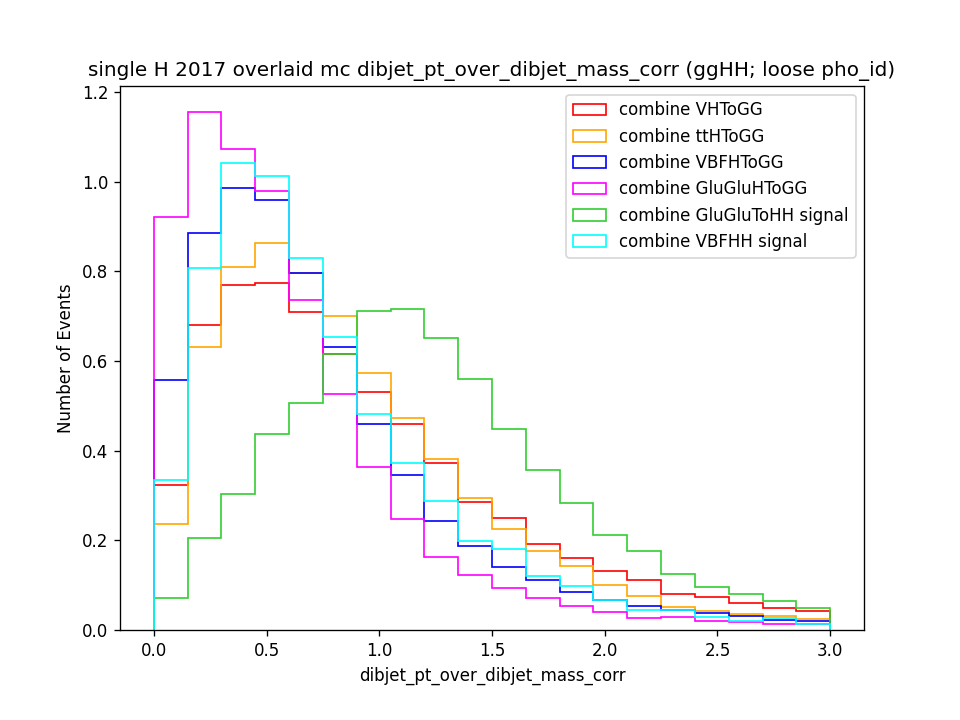 single H 2017 overlaid mc dibjet_pt_over_dibjet_mass_corr (ggHH; loose pho_id)
combine VHToGG
combine ttHToGG
combine VBFHToGG
combine GluGluHToGG
combine GluGluToHH signal
combine VBFHH signal
Number of Events
1.2
1.0
0.8
0.6
0.4
0.2
0.0
0.0 0.5 1.0 1.5 2.0 2.5 3.0
dibjet_pt_over_dibjet_mass_corr